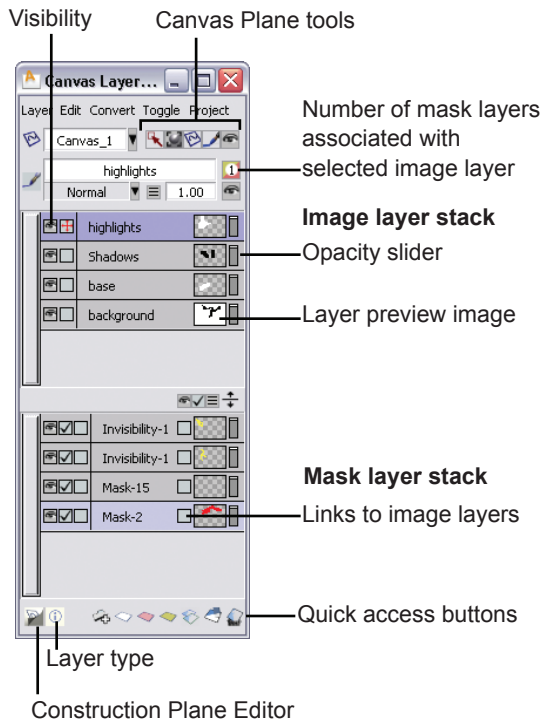 Visibility
Canvas Plane tools
Canvas Layer...
Layer Edit Convert Toggle Project
Canvas_1
highlights
1
Normal
1.00
Number of mask layers
associated with
selected image layer
Image layer stack
highlights
Shadows
Opacity slider
base
background
Layer preview image
Invisibility-1
Invisibility-1
Mask-15
Mask layer stack
Mask-2
Links to image layers
Quick access buttons
Layer type
Construction Plane Editor